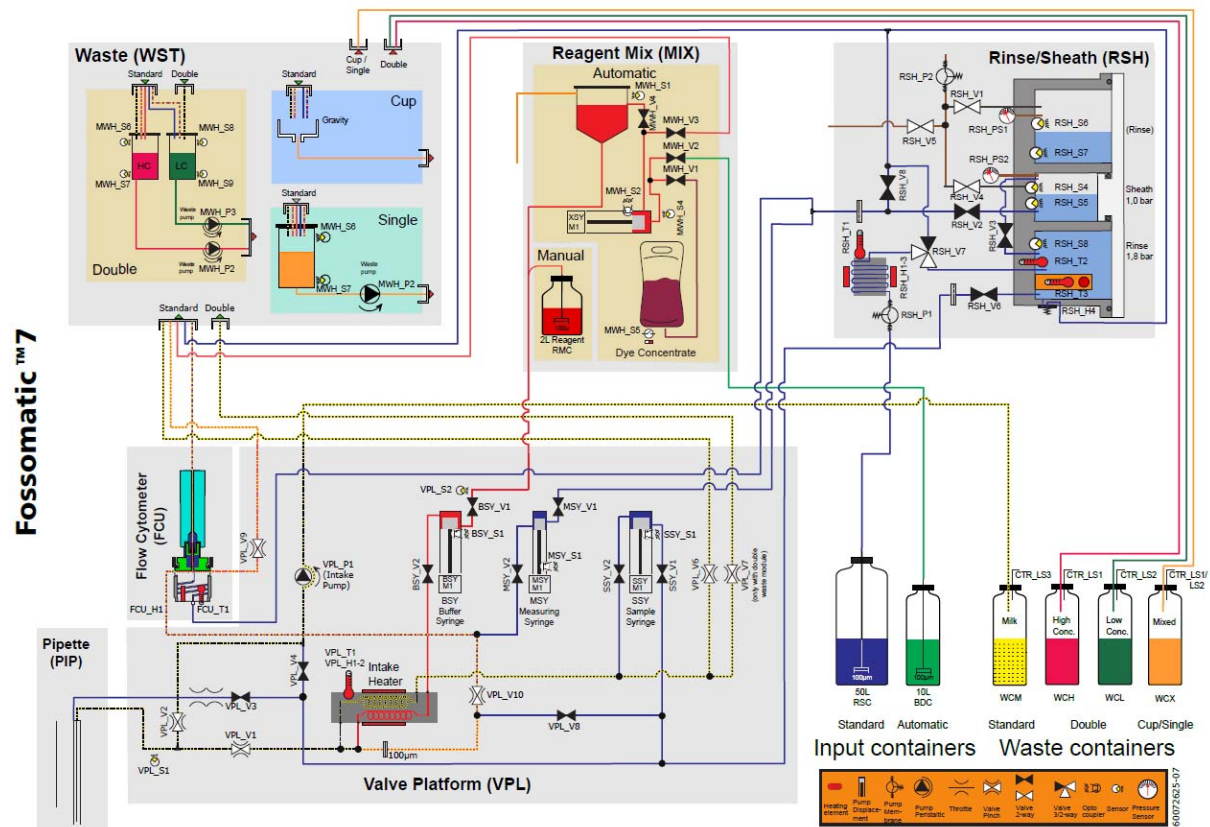 Fossomatic™7
Waste (WST)
Standard
Double
MWH_S6
MWH_S8
HC
LC
MWH_S7
MWH_S9
Waste
pump
MWH_P3
Waste
pump
MWH_P2
Double
Standard
Gravity
Cup
Single
MWH_S6
MWH_S7
Waste
pump
MWH_P2
Cup /
Single
Double
Standard
Double
Reagent Mix (MIX)
Automatic
MWH_S1
MWH_V4
MWH_V3
MWH_V2
MWH_V1
MWH_S2
MWH_S4
XSY
M1
Manual
2L Reagent
RMC
MWH_S5
Dye Concentrate
Rinse/Sheath (RSH)
RSH_P2
RSH_V1
RSH_V5
RSH_PS1
RSH_S6
RSH_S7
(Rinse)
RSH_PS2
RSH_V4
RSH_S4
RSH_S5
Sheath
1,0 bar
RSH_V8
RSH_V2
RSH_V3
RSH_T1
RSH_V7
RSH_H1-3
RSH_S8
RSH_T2
RSH_T3
Rinse
1,8 bar
RSH_V6
RSH_H4
RSH_P1
Flow Cytometer
(FCU)
FCU_H1
FCU_T1
VPL_V9
VPL_P1
(Intake
Pump)
VPL_S2
BSY_V1
BSY_S1
BSY_V2
BSY
M1
BSY
Buffer
Syringe
MSY_V1
MSY_S1
MSY_V2
MSY
M1
MSY
Measuring
Syringe
SSY_S1
SSY_V2
SSY_V1
SSY
M1
SSY
Sample
Syringe
VPL_V6
VPL_V7
(only with double
waste module)
Pipette
(PIP)
VPL_V4
VPL_V3
VPL_V2
VPL_V1
VPL_S1
VPL_T1
VPL_H1-2
Intake
Heater
100µm
VPL_V10
VPL_V8
Valve Platform (VPL)
100µm
50L
RSC
100µm
10L
BDC
CTR_LS3
Milk
WCM
CTR_LS1
High
Conc.
WCH
CTR_LS2
Low
Conc.
WCL
CTR_LS1/
LS2
Mixed
WCX
Standard
Automatic
Standard
Double
Cup/Single
Input containers
Waste containers
Heating
element
Pump
Displace-
ment
Pump
Mem-
brane
Pump
Peristaltic
Throttle
Valve
Pinch
Valve
2-way
Valve
3/2-way
Opto
coupler
Sensor
Pressure
Sensor
60072625-07